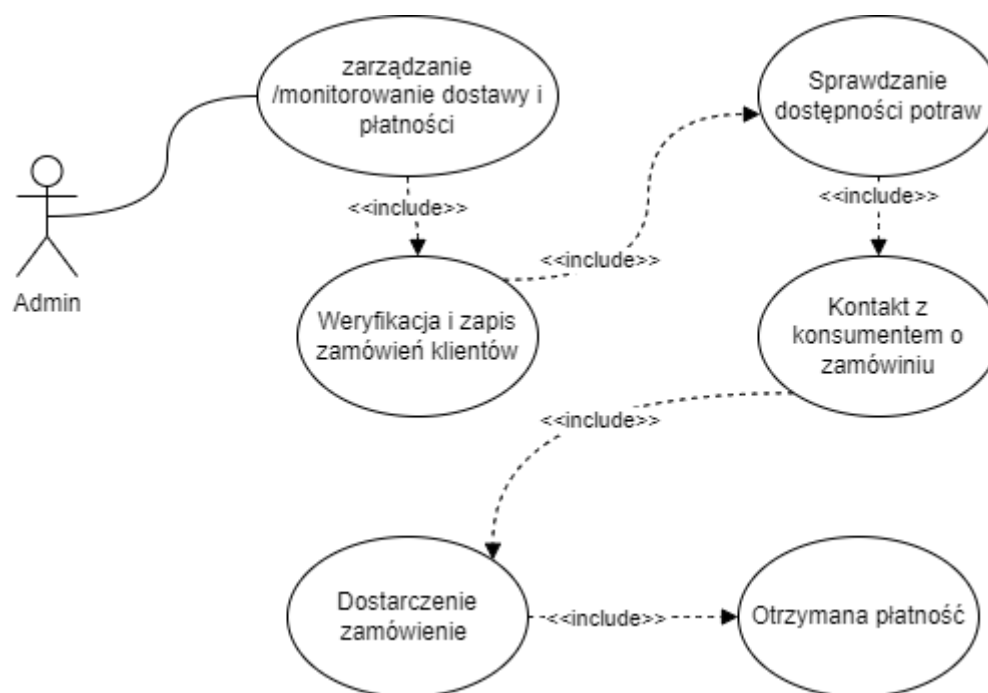 zarządzanie
/monitorowanie dostawy i
płatności
Sprawdzanie
dostępności potraw
<<include>>
<<include>>
<<include>>
Admin
Weryfikacja i zapis
zamówień klientów
Kontakt z
konsumentem o
zamówiniu
<<include>>
Dostarczenie
zamówienie
<<include>>
Otrzymana płatność